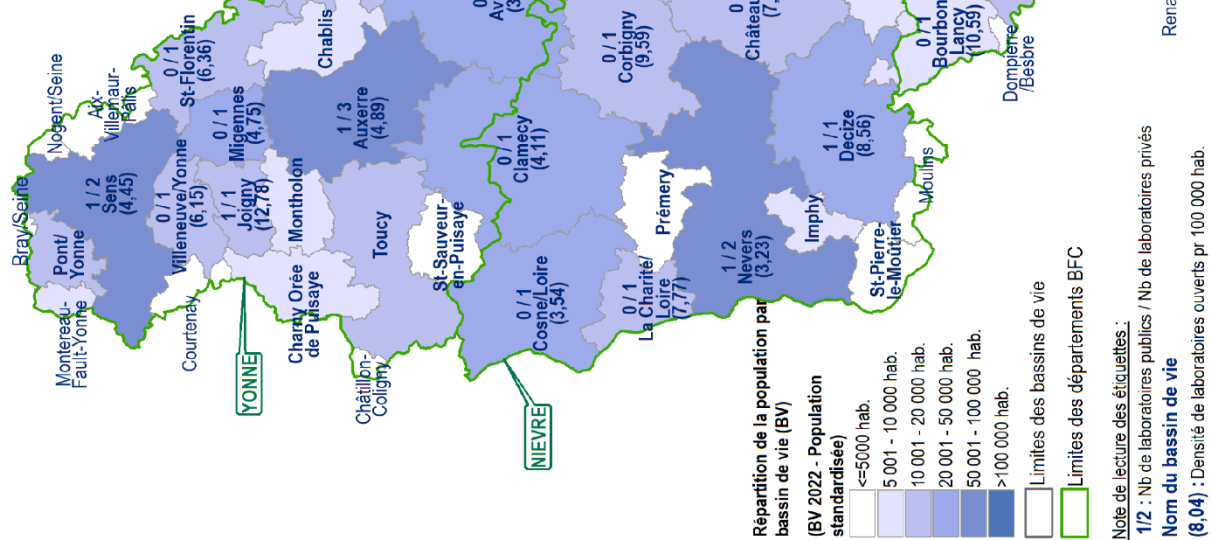 Bray/Seine
Nogent/Seine
Aix-
Villemaur-
Pâlis
Montereau-
Fault-Yonne
Pont/
Yonne
1 / 2
Sens
(4,45)
0 / 1
St-Florentin
(6,36)
Courtenay
0 / 1
Villeneuve/Yonne
(6,15)
1 / 1
Joigny
(12,78)
0 / 1
Migennes
(4,75)
Chablis
YONNE
Charny Orée
de Puisaye
Montholon
1 / 3
Auxerre
(4,89)
Av
(3
Châtillon-
Coligny
Toucy
St-Sauveur-
en-Puisaye
0 / 1
Clamecy
(4,11)
NIEVRE
0 / 1
Cosne/Loire
(3,54)
0 / 1
Corbigny
(9,59)
0 / 1
La Charité/
Loire
(7,77)
Prémery
0
Château
(7,
1 / 2
Nevers
(3,23)
Imphy
1 / 1
Decize
(8,56)
St-Pierre-
le-Moûtier
Moulins
0 / 1
Bourbon
Lancy
(10,59)
Dompierre
/Besbre
Rena
Répartition de la population par
bassin de vie (BV)
(BV 2022 - Population
standardisée)
<=5000 hab.
5 001 - 10 000 hab.
10 001 - 20 000 hab.
20 001 - 50 000 hab.
50 001 - 100 000 hab.
>100 000 hab.
Limites des bassins de vie
Limites des départements BFC
Note de lecture des étiquettes :
1/2 : Nb de laboratoires publics / Nb de laboratoires privés
Nom du bassin de vie
(8,04) : Densité de laboratoires ouverts pr 100 000 hab.